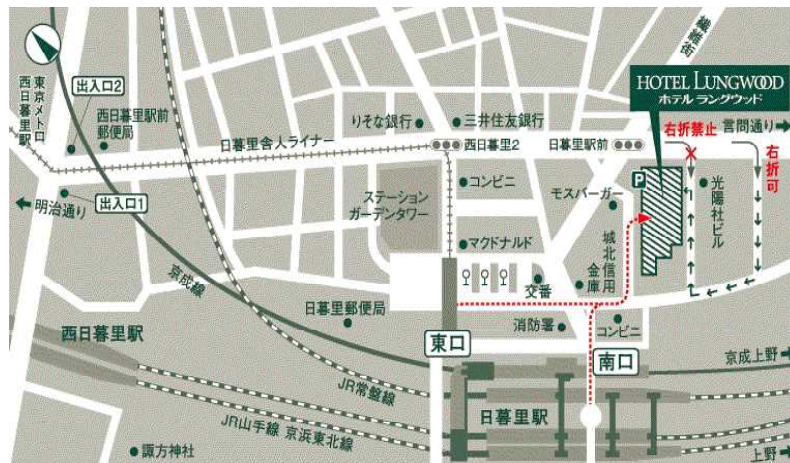 HOTEL LUNGWOOD
ホテル ラングウッド
繊維街
東京メトロ
西日暮里駅
出入口2
西日暮里駅前
郵便局
日暮里舎人ライナー
りそな銀行
三井住友銀行
西日暮里2
日暮里駅前
右折禁止
言問通り
右折可
P
光陽社ビル
出入口1
明治通り
ステーション
ガーデンタワー
コンビニ
モスバーガー
マクドナルド
城北信用
金庫
交番
京成線
日暮里郵便局
消防署
コンビニ
西日暮里駅
東口
南口
京成上野
JR常盤線
日暮里駅
JR山手線 京浜東北線
諏方神社
上野